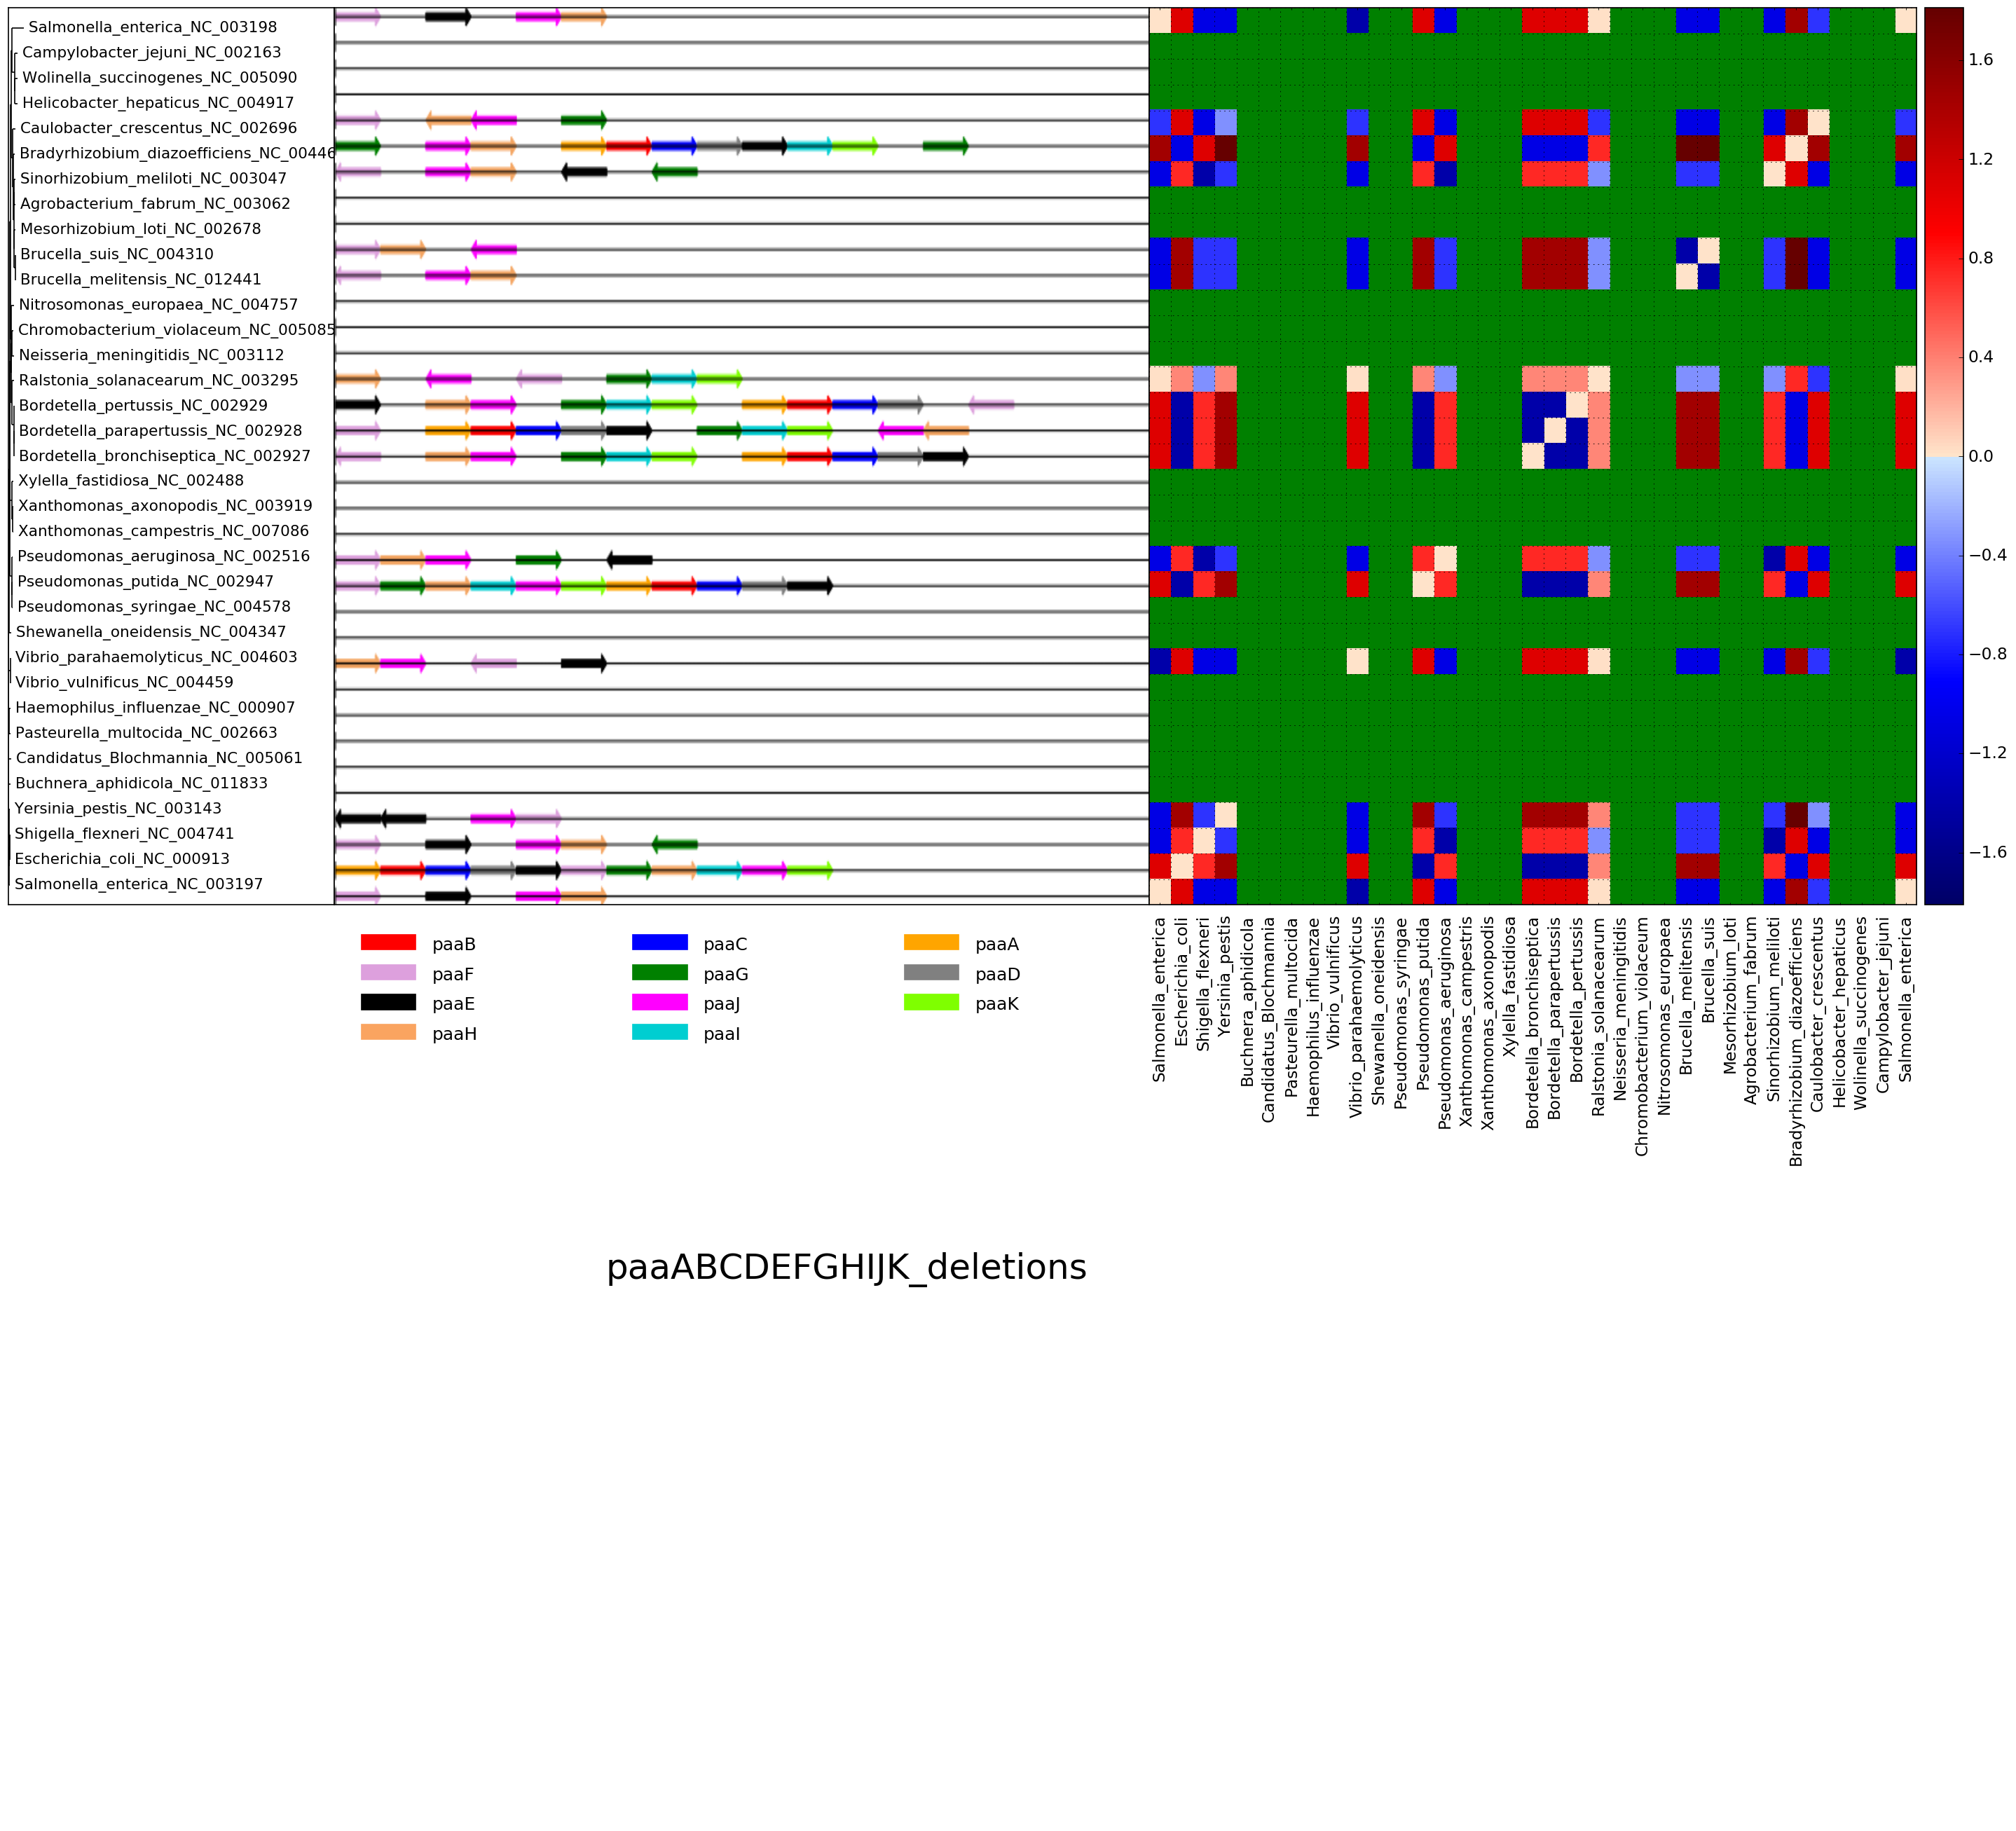 Salmonella_enterica_NC_003198
Campylobacter_jejuni_NC_002163
Wolinella_succinogenes_NC_005090
Helicobacter_hepaticus_NC_004917
Caulobacter_crescentus_NC_002696
Bradyrhizobium_diazoefficiens_NC_00446
Sinorhizobium_meliloti_NC_003047
Agrobacterium_fabrum_NC_003062
Mesorhizobium_loti_NC_002678
Brucella_suis_NC_004310
Brucella_melitensis_NC_012441
Nitrosomonas_europaea_NC_004757
Chromobacterium_violaceum_NC_005085
Neisseria_meningitidis_NC_003112
Ralstonia_solanacearum_NC_003295
Bordetella_pertussis_NC_002929
Bordetella_parapertussis_NC_002928
Bordetella_bronchiseptica_NC_002927
Xylella_fastidiosa_NC_002488
Xanthomonas_axonopodis_NC_003919
Xanthomonas_campestris_NC_007086
Pseudomonas_aeruginosa_NC_002516
Pseudomonas_putida_NC_002947
Pseudomonas_syringae_NC_004578
Shewanella_oneidensis_NC_004347
Vibrio_parahaemolyticus_NC_004603
Vibrio_vulnificus_NC_004459
Haemophilus_influenzae_NC_000907
Pasteurella_multocida_NC_002663
Candidatus_Blochmannia_NC_005061
Buchnera_aphidicola_NC_011833
Yersinia_pestis_NC_003143
Shigella_flexneri_NC_004741
Escherichia_coli_NC_000913
Salmonella_enterica_NC_003197
1.6
1.2
0.8
0.4
0.0
−0.4
−0.8
−1.2
−1.6
paaB paaC paaA
paaF paaG paaD
paaE paaJ paaK
paaH paaI
Salmonella_enterica
Escherichia_coli
Shigella_flexneri
Yersinia_pestis
Buchnera_aphidicola
Candidatus_Blochmannia
Pasteurella_multocida
Haemophilus_influenzae
Vibrio_vulnificus
Vibrio_parahaemolyticus
Shewanella_oneidensis
Pseudomonas_syringae
Pseudomonas_putida
Pseudomonas_aeruginosa
Xanthomonas_campestris
Xanthomonas_axonopodis
Xylella_fastidiosa
Bordetella_bronchiseptica
Bordetella_parapertussis
Bordetella_pertussis
Ralstonia_solanacearum
Neisseria_meningitidis
Chromobacterium_violaceum
Nitrosomonas_europaea
Brucella_melitensis
Brucella_suis
Mesorhizobium_loti
Agrobacterium_fabrum
Sinorhizobium_meliloti
Bradyrhizobium_diazoefficiens
Caulobacter_crescentus
Helicobacter_hepaticus
Wolinella_succinogenes
Campylobacter_jejuni
Salmonella_enterica
paaABCDEFGHIJK_deletions